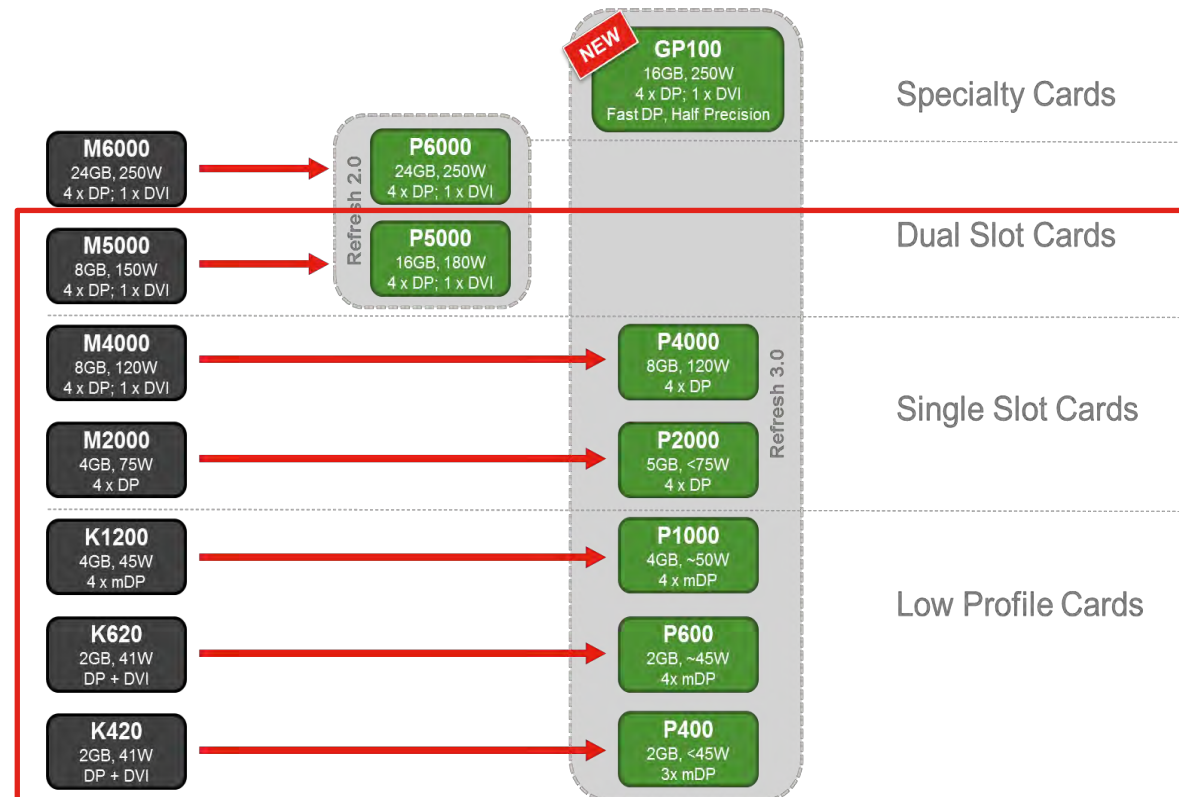 NEW
GP100
16GB, 250W
4 x DP; 1 x DVI
Fast DP, Half Precision
Specialty Cards
M6000
24GB, 250W
4 x DP; 1 x DVI
P6000
24GB, 250W
4 x DP; 1 x DVI
Refresh 2.0
M5000
8GB, 150W
4 x DP; 1 x DVI
P5000
16GB, 180W
4 x DP; 1 x DVI
Dual Slot Cards
M4000
8GB, 120W
4 x DP; 1 x DVI
P4000
8GB, 120W
4 x DP
Refresh 3.0
Single Slot Cards
M2000
4GB, 75W
4 x DP
P2000
5GB, <75W
4 x DP
K1200
4GB, 45W
4 x mDP
P1000
4GB, ~50W
4 x mDP
Low Profile Cards
K620
2GB, 41W
DP + DVI
P600
2GB, ~45W
4x mDP
K420
2GB, 41W
DP + DVI
P400
2GB, <45W
3x mDP